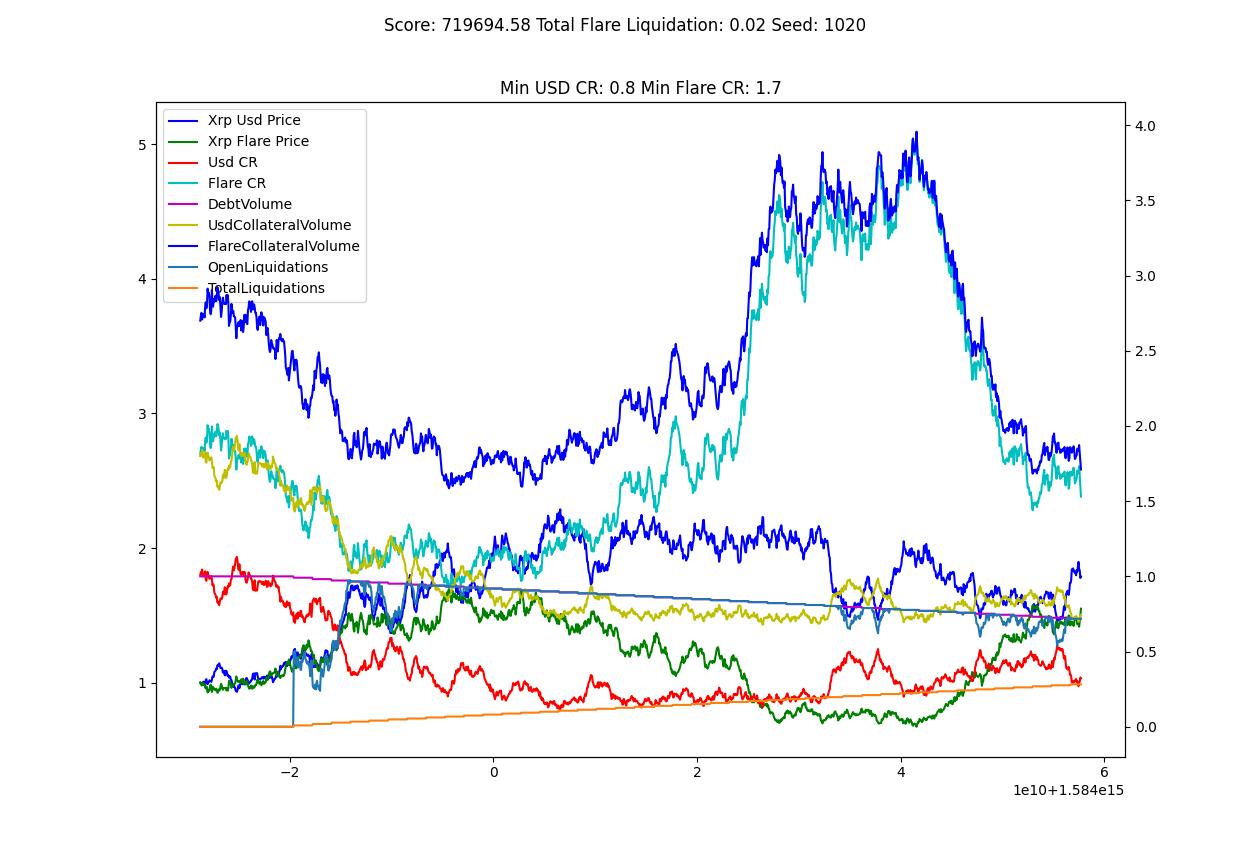 Score: 719694.58 Total Flare Liquidation: 0.02 Seed: 1020
Min USD CR: 0.8 Min Flare CR: 1.7
Xrp Usd Price
Xrp Flare Price
Usd CR
Flare CR
DebtVolume
UsdCollateralVolume
FlareCollateralVolume
OpenLiquidations
TotalLiquidations
5
4
3
2
1
4.0
3.5
3.0
2.5
2.0
1.5
1.0
0.5
0.0
−2
0
2
4
6
1e10+1.584e15